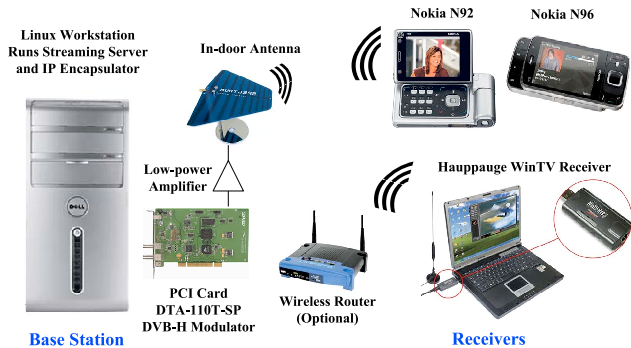 Linux Workstation
Runs Streaming Server
and IP Encapsulator
In-door Antenna
Nokia N92
Nokia N96
Low-power
Amplifier
Hauppauge WinTV Receiver
DELL
PCI Card
DTA-110T-SP
DVB-H Modulator
Wireless Router
(Optional)
Base Station
Receivers